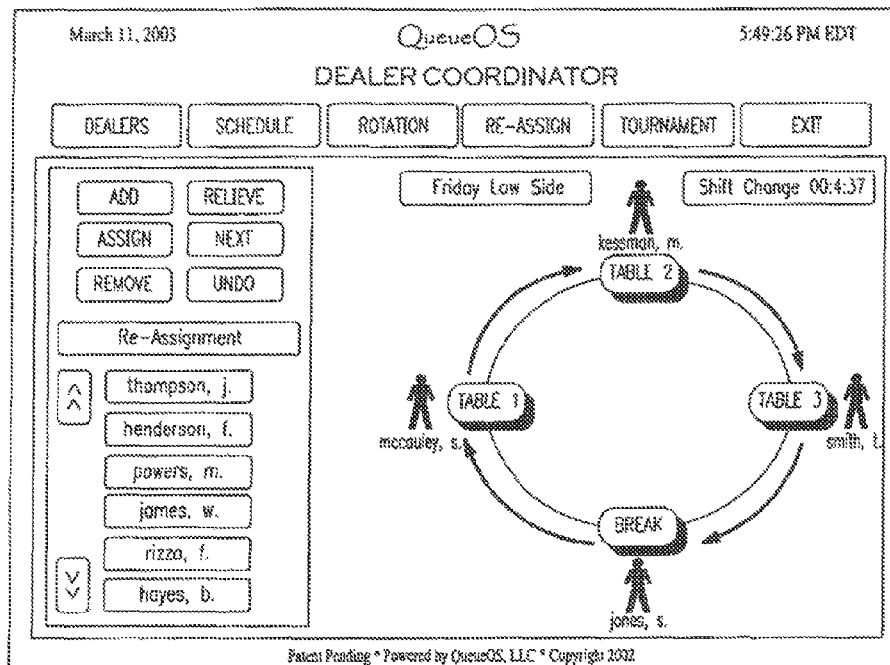 March 11, 2003
QueueOS
5:49:26 PM EDT
DEALER COORDINATOR
DEALERS
SCHEDULE
ROTATION
RE-ASSIGN
TOURNAMENT
EXIT
ADD
RELIEVE
ASSIGN
NEXT
REMOVE
UNDO
Re-Assignment
thompson, j.
henderson, f.
powers, m.
james, w.
rizzo, f.
hayes, b.
Friday Low Side
Shift Change 00:4:37
kessman, m.
TABLE 2
TABLE 1
mccauley, s.
TABLE 3
smith, t.
BREAK
jones, s.
Patent Pending * Powered by QueueOS, LLC * Copyright 2002